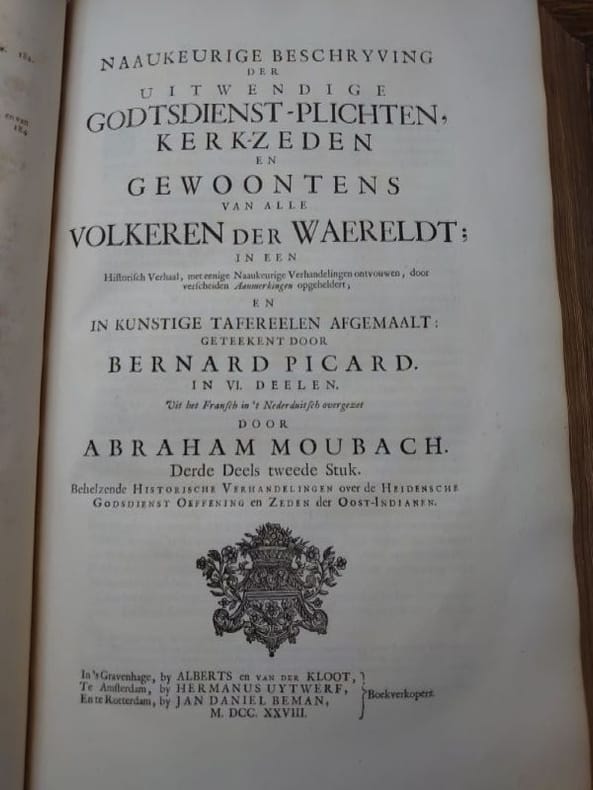 NAAUKEURIGE BESCHRYVING
DER
UITWENDIGE
GODTSDIENST-PLICHTEN,
KERK-ZEDEN
EN
GEWOONTENS
VAN ALLE
VOLKEREN DER WAERELDT;
IN EEN
Historisch Verhaal, met eenige Naaukeurige Verhandelingen ontvouwen, door
verscheiden Aanmerkingen opgeheldert,
EN
IN KUNSTIGE TAFEREELEN AFGEMAALT:
GETEEKENT DOOR
BERNARD PICARD.
IN VI. DEELEN.
Uit het Fransch in 't Nederduitsch overgezet
DOOR
ABRAHAM MOUBACH.
Derde Deels tweede Stuk.
Behelzende HISTORISCHE VERHANDELINGEN over de HEIDENSCHE
GODSDIENST OEFFENING en ZEDEN der OOST-INDIANEN.
In 's Gravenhage, by ALBERTS en VAN DER KLOOT,
Te Amsterdam, by HERMANUS UYTWERF,
En te Rotterdam, by JAN DANIEL BEMAN,
Boekverkopers.
M. DCC. XXVIII.